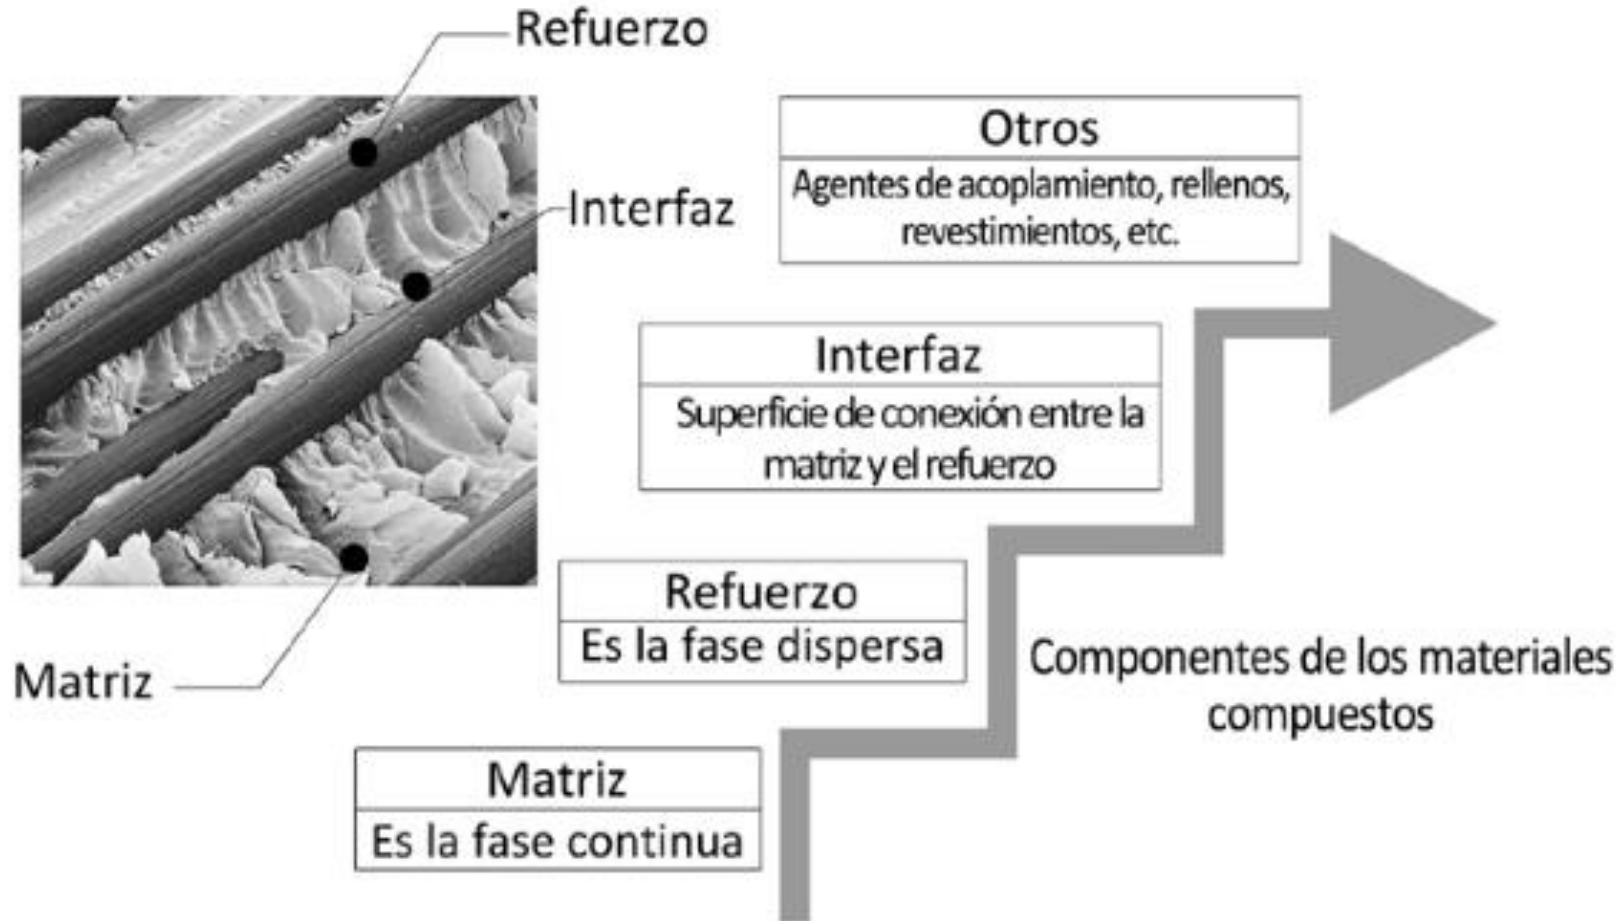 Refuerzo
Interfaz
Matriz
Otros
Agentes de acoplamiento, rellenos,
revestimientos, etc.
Interfaz
Superficie de conexión entre la
matriz y el refuerzo
Refuerzo
Es la fase dispersa
Matriz
Es la fase continua
Componentes de los materiales
compuestos